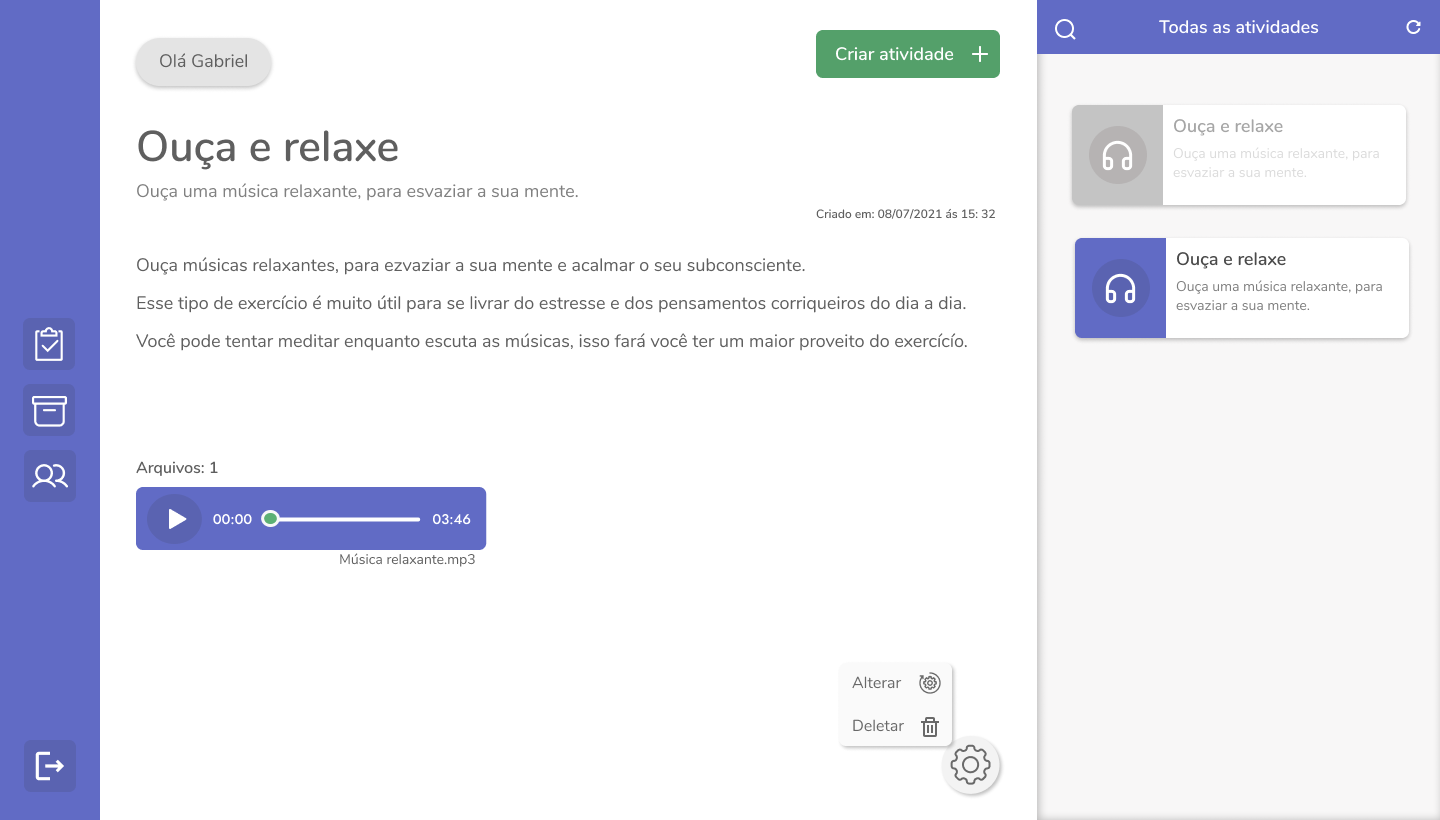 Olá Gabriel
Criar atividade
Ouça e relaxe
Ouça uma música relaxante, para esvaziar a sua mente.
Criado em: 08/07/2021 ás 15: 32
Ouça músicas relaxantes, para ezvaziar a sua mente e acalmar o seu subconsciente.
Esse tipo de exercício é muito útil para se livrar do estresse e dos pensamentos corriqueiros do dia a dia.
Você pode tentar meditar enquanto escuta as músicas, isso fará você ter um maior proveito do exercícío.
Arquivos: 1
00:00 03:46
Música relaxante.mp3
Alterar
Deletar
Todas as atividades
Ouça e relaxe
Ouça uma música relaxante, para
esvaziar a sua mente.
Ouça e relaxe
Ouça uma música relaxante, para
esvaziar a sua mente.